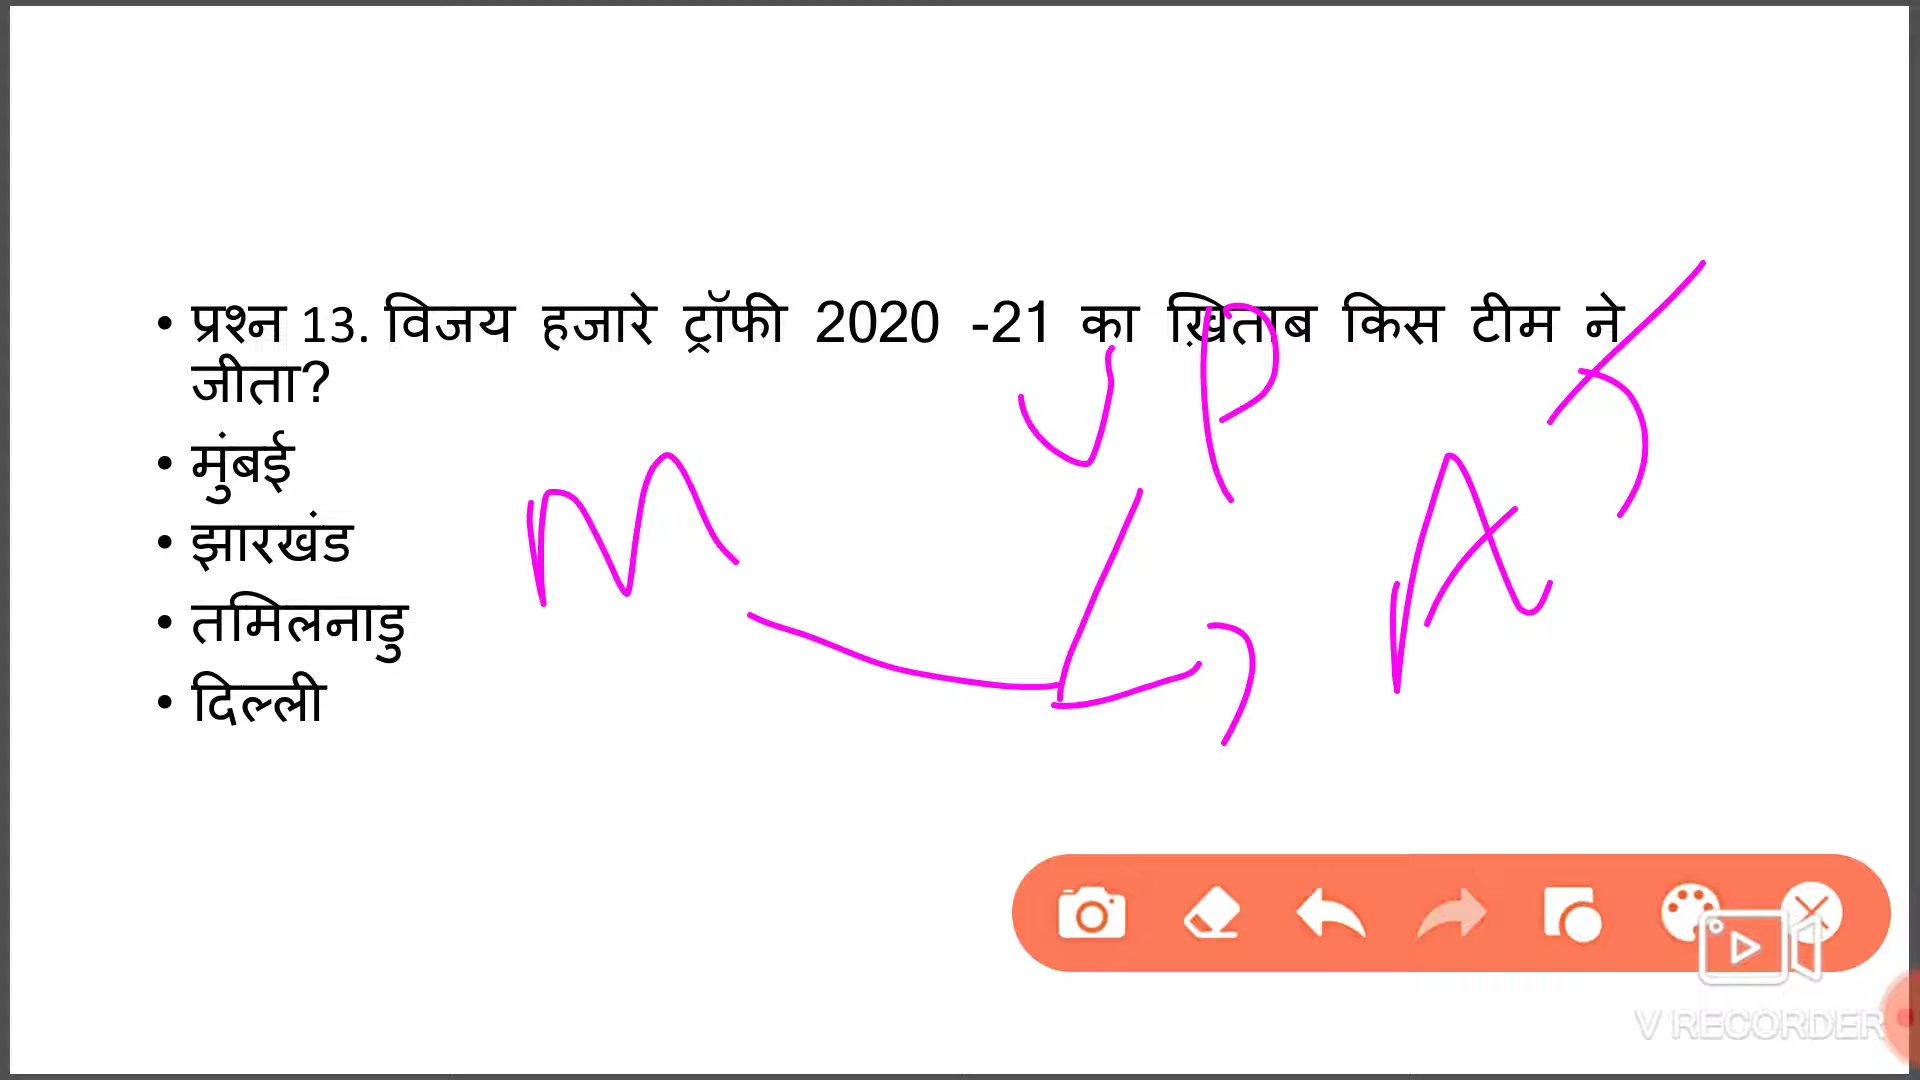 • प्रश्न 13. विजय हजारे ट्रॉफी 2020 -21 का ख़िताब किस टीम ने
जीता?
• मुंबई
• झारखंड
• तमिलनाडु
• दिल्ली
M
UP
A
V RECORDER